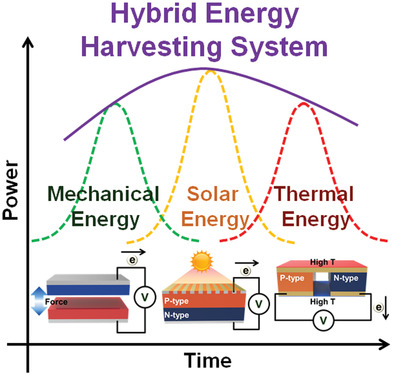 Hybrid Energy
Harvesting System
Power
Mechanical
Energy
Solar
Energy
Thermal
Energy
e
Force
V
e
P-type
N-type
V
High T
P-type
N-type
High T
V
e
Time